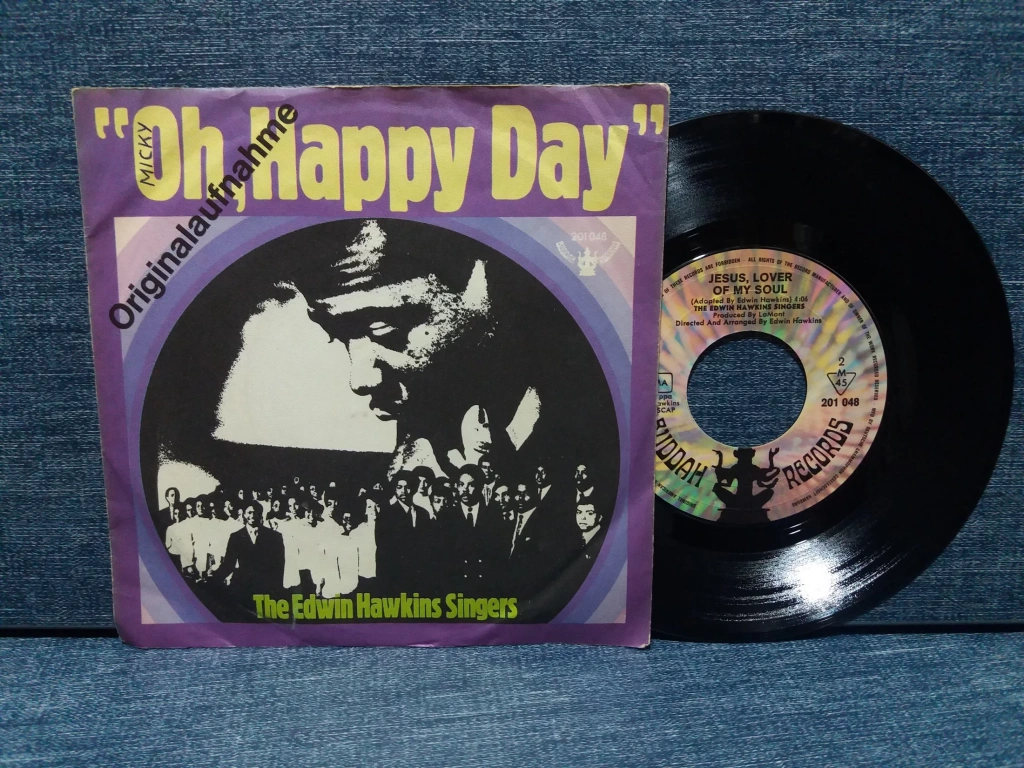 "Oh, Happy Day"
MICKY
Originalaufnahme
201 048
The Edwin Hawkins Singers
JESUS, LOVER
OF MY SOUL
(Adapted By Edwin Hawkins)
THE EDWIN HAWKINS SINGERS
Produced By LaMont
Directed And Arranged By Edwin Hawkins
2
M
45
201 048
BUDDAH RECORDS